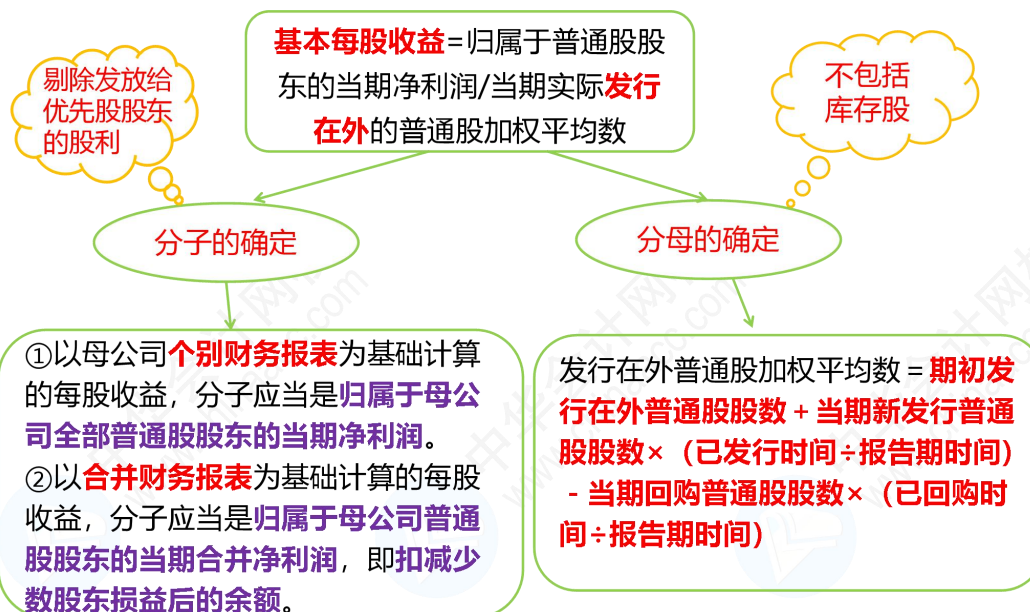 基本每股收益=归属于普通股股
东的当期净利润/当期实际发行
在外的普通股加权平均数
剔除发放给
优先股股东
的股利
不包括
库存股
分子的确定
分母的确定
①以母公司个别财务报表为基础计算
的每股收益，分子应当是归属于母公
司全部普通股股东的当期净利润。
②以合并财务报表为基础计算的每股
收益，分子应当是归属于母公司普通
股股东的当期合并净利润，即扣减少
数股东损益后的余额。
发行在外普通股加权平均数 = 期初发
行在外普通股股数 + 当期新发行普通
股股数×（已发行时间÷报告期时间）
- 当期回购普通股股数×（已回购时
间÷报告期时间）